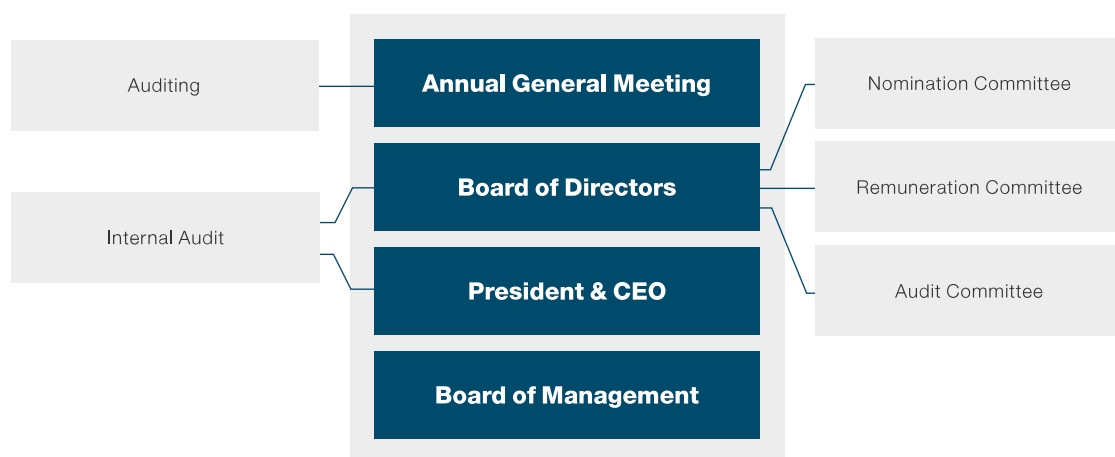 Auditing
Internal Audit
Annual General Meeting
Board of Directors
President & CEO
Board of Management
Nomination Committee
Remuneration Committee
Audit Committee